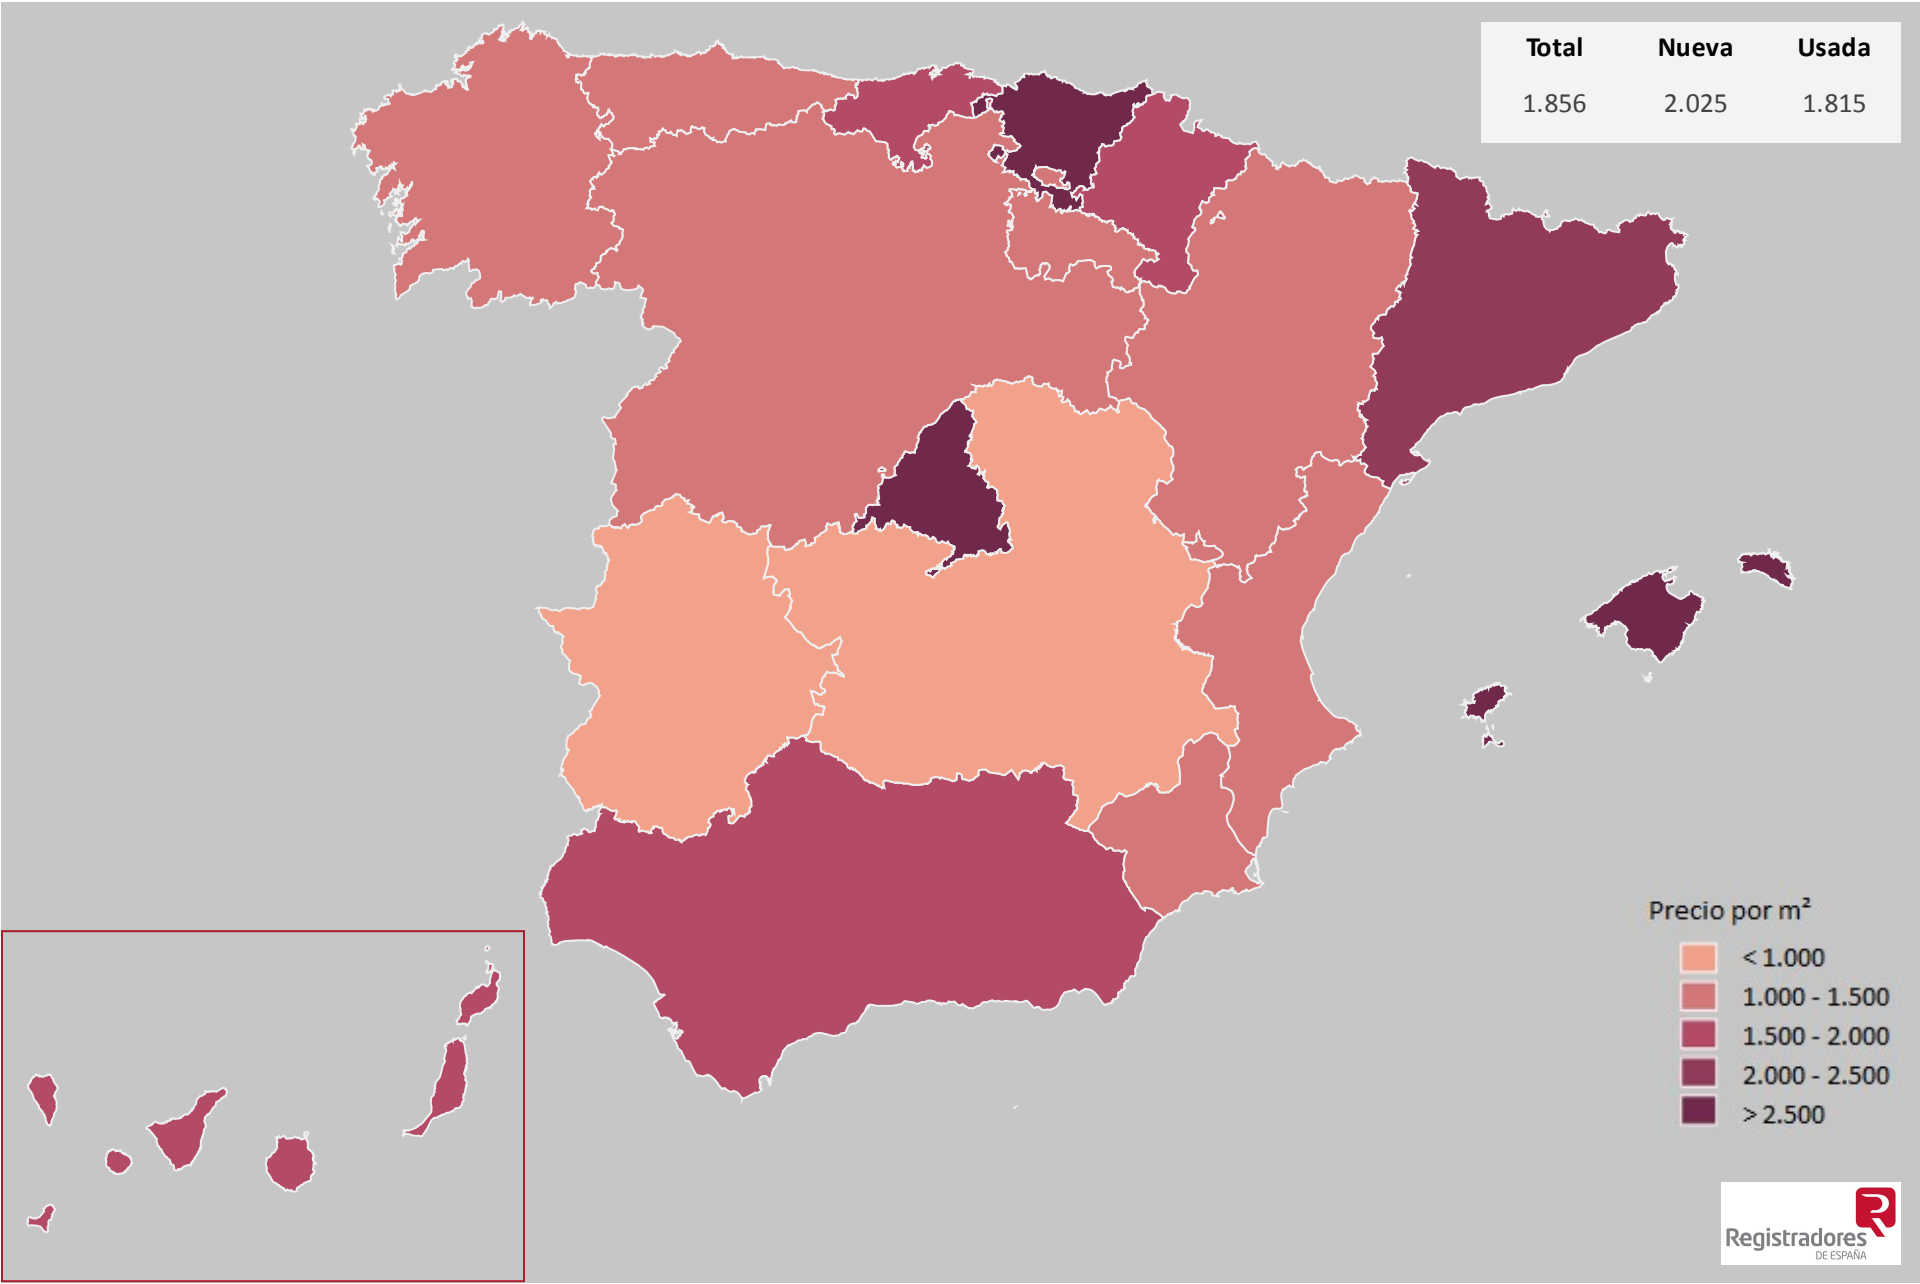 Total Nueva Usada
1.856 2.025 1.815
Precio por m²
< 1.000
1.000 - 1.500
1.500 - 2.000
2.000 - 2.500
> 2.500
Registradores
DE ESPAÑA